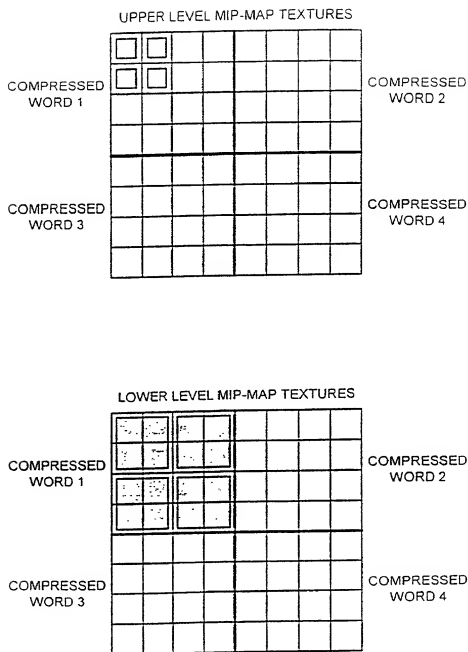 UPPER LEVEL MIP-MAP TEXTURES
COMPRESSED
WORD 1
COMPRESSED
WORD 2
COMPRESSED
WORD 3
COMPRESSED
WORD 4
LOWER LEVEL MIP-MAP TEXTURES
COMPRESSED
WORD 1
COMPRESSED
WORD 2
COMPRESSED
WORD 3
COMPRESSED
WORD 4